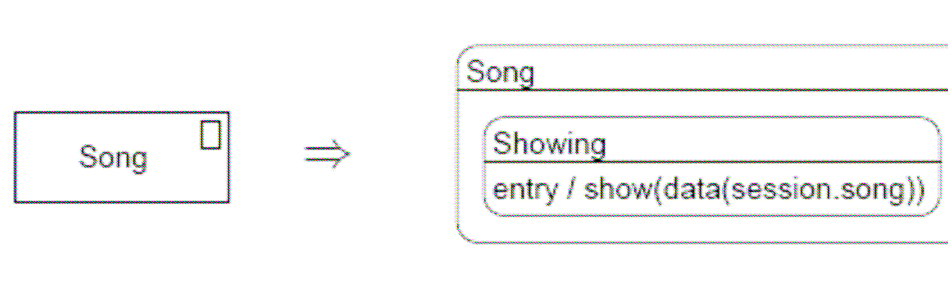 Song
⇒
Song
Showing
entry / show(data(session.song))